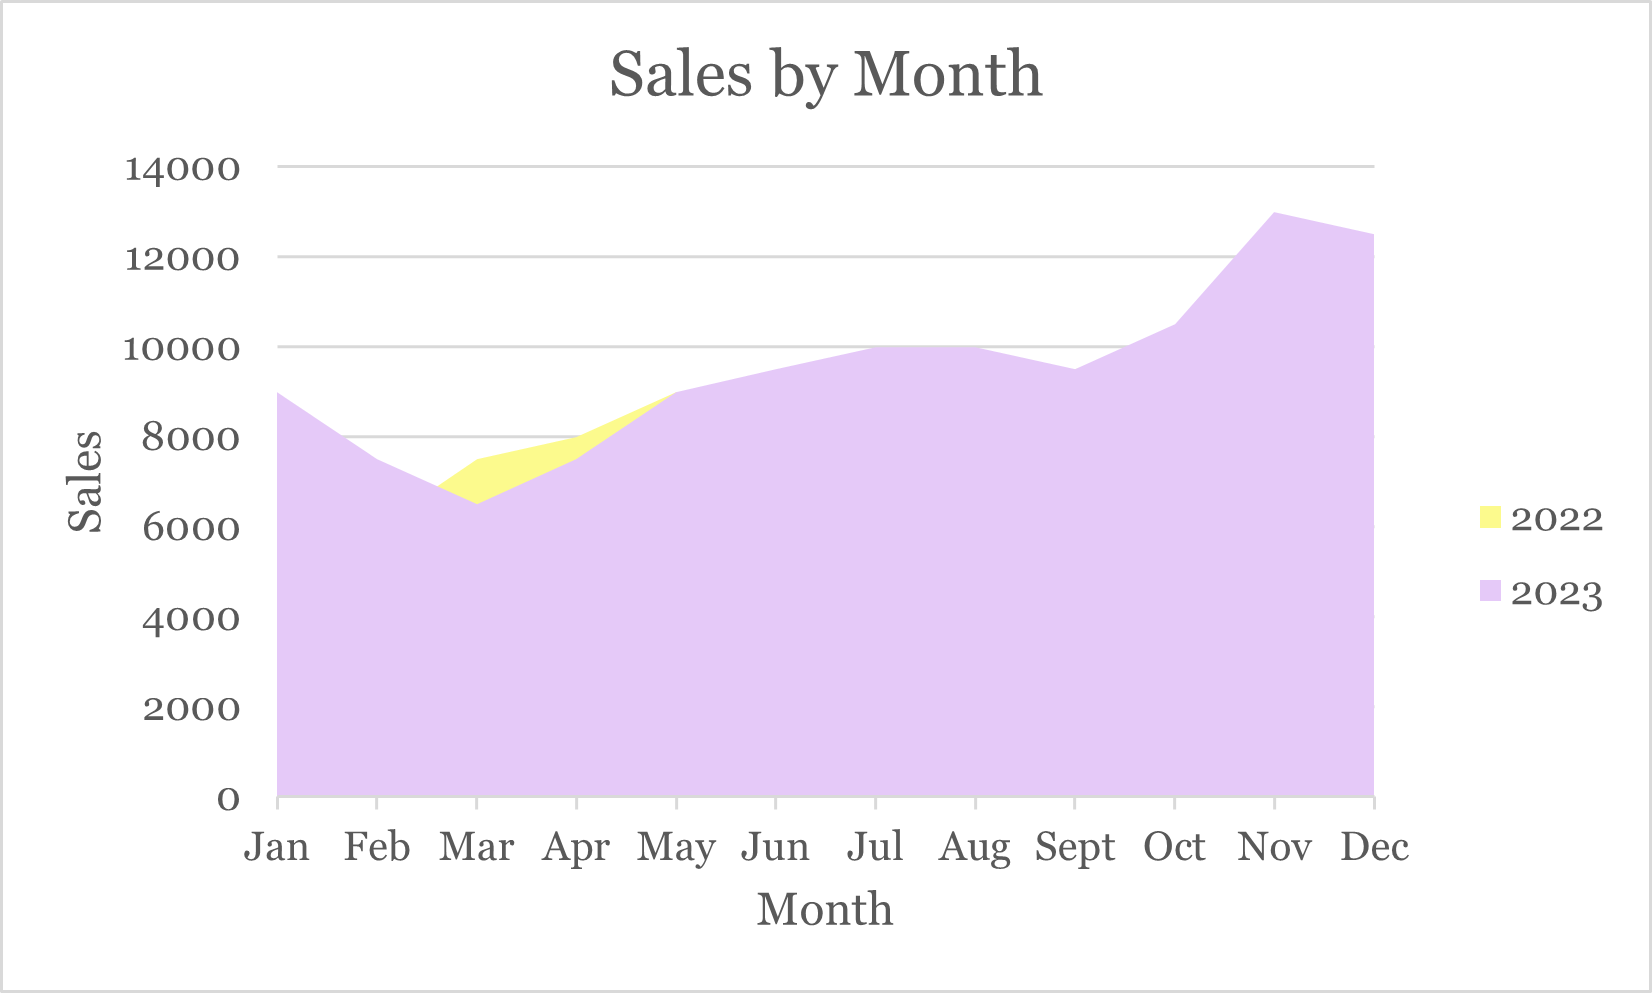 Sales by Month
14000
12000
10000
8000
6000
4000
2000
0
Sales
Jan Feb Mar Apr May Jun Jul Aug Sept Oct Nov Dec
Month
2022
2023